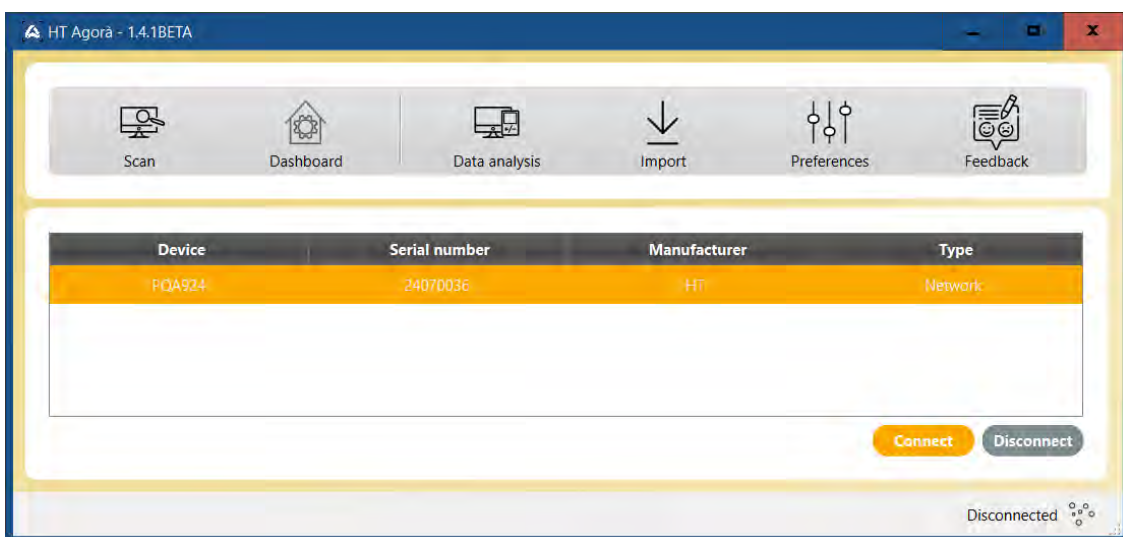 HT Agorà - 1.4.1BETA
Scan Dashboard Data analysis Import Preferences Feedback
Device Serial number Manufacturer Type
PQA924 24070036 HT Network
Connect Disconnect
Disconnected